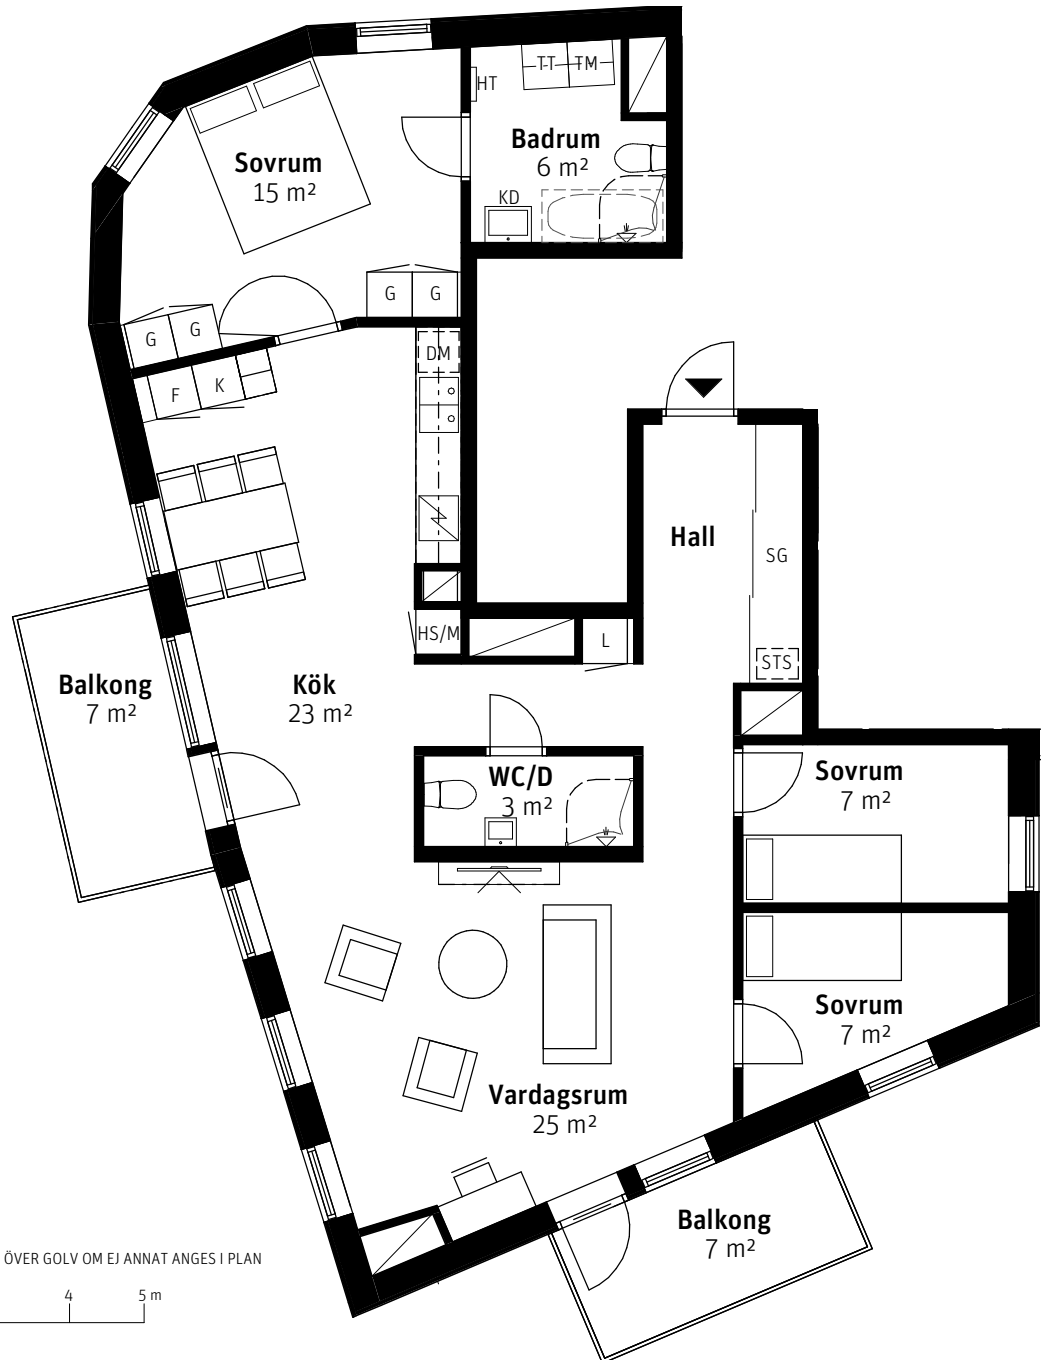 TT
TM
HT
Badrum
6 m²
Sovrum
15 m²
KD
G
G
G
G
DM
F
K
Hall
SG
HS/M
L
STS
Balkong
7 m²
Kök
23 m²
WC/D
3 m²
Sovrum
7 m²
Sovrum
7 m²
Vardagsrum
25 m²
Balkong
7 m²
ÖVER GOLV OM EJ ANNAT ANGES I PLAN
4
5 m